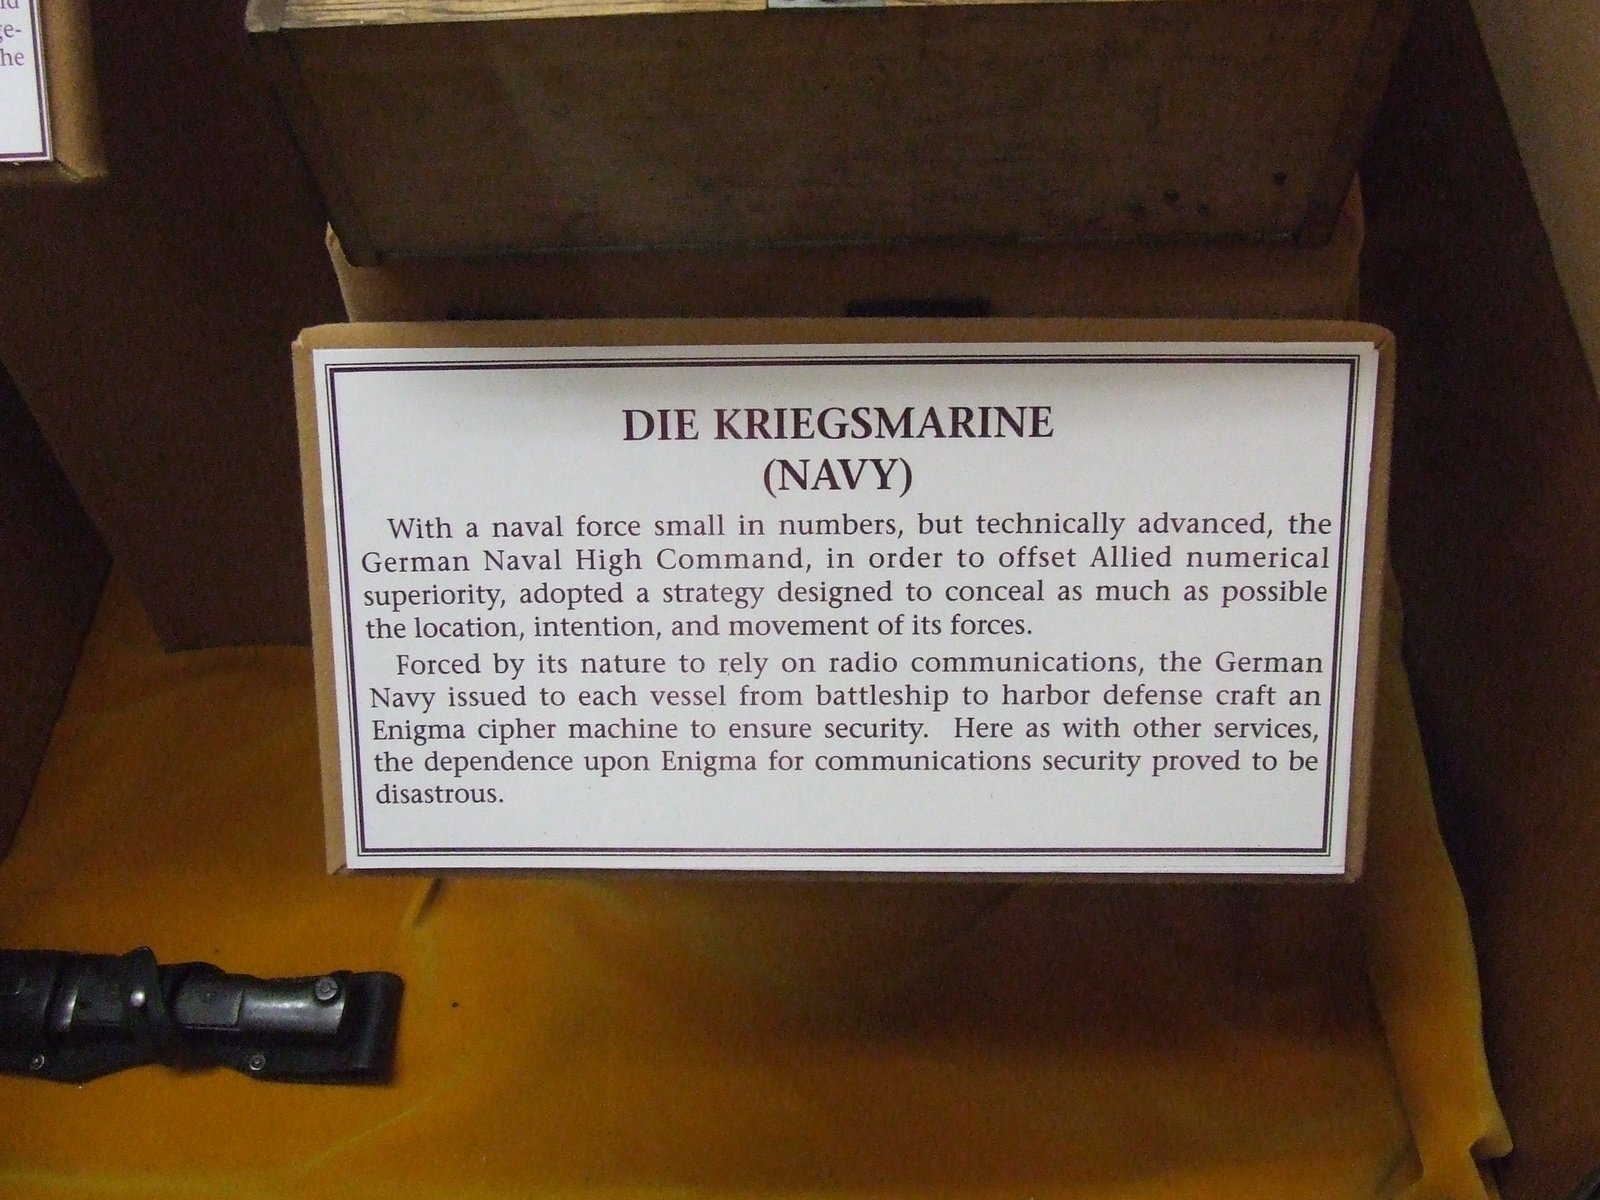 ge-
he
DIE KRIEGSMARINE
(NAVY)
With a naval force small in numbers, but technically advanced, the
German Naval High Command, in order to offset Allied numerical
superiority, adopted a strategy designed to conceal as much as possible
the location, intention, and movement of its forces.
Forced by its nature to rely on radio communications, the German
Navy issued to each vessel from battleship to harbor defense craft an
Enigma cipher machine to ensure security. Here as with other services,
the dependence upon Enigma for communications security proved to be
disastrous.